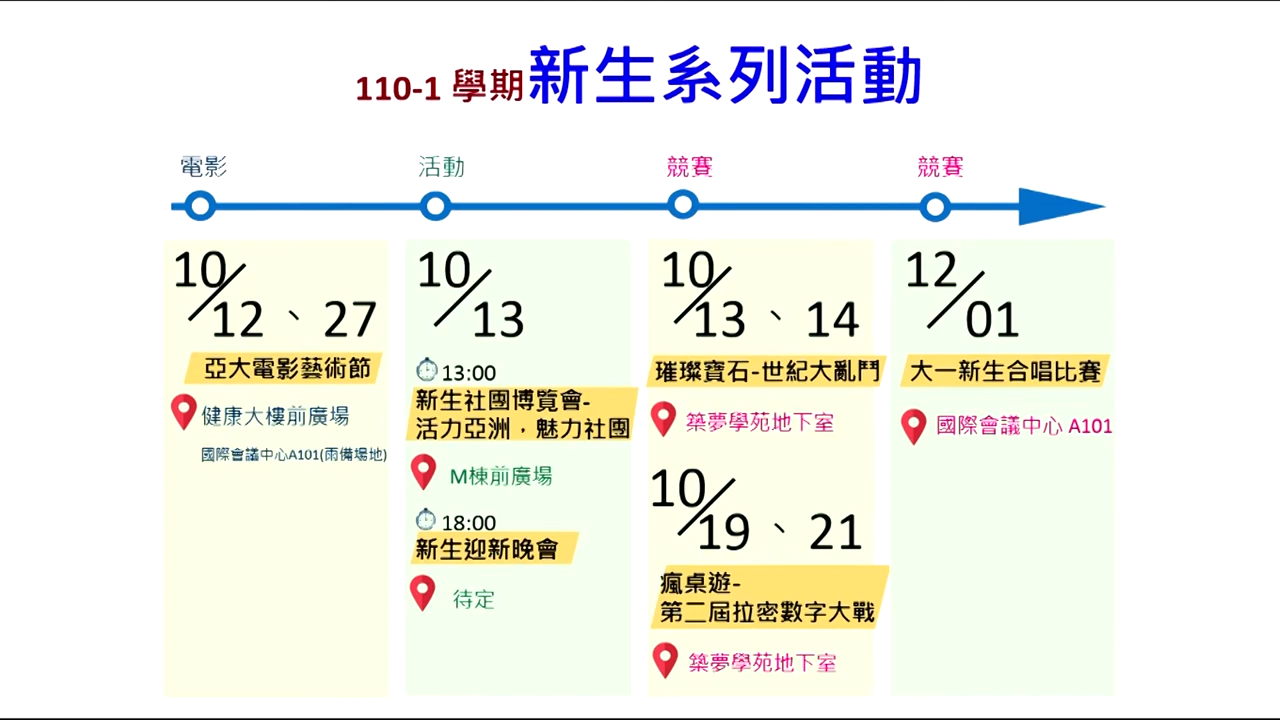 110-1 學期新生系列活動
電影
10/12、27
亞大電影藝術節
健康大樓前廣場
國際會議中心A101(雨備場地)
活動
10/13
13:00
新生社團博覽會-
活力亞洲，魅力社團
M棟前廣場
18:00
新生迎新晚會
待定
競賽
10/13、14
璀璨寶石-世紀大亂鬥
築夢學苑地下室
10/19、21
瘋桌遊-
第二屆拉密數字大戰
築夢學苑地下室
競賽
12/01
大一新生合唱比賽
國際會議中心 A101